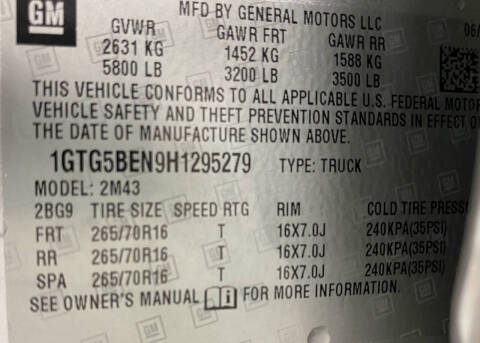 GM
MFD BY GENERAL MOTORS LLC
GVWR GAWR FRT GAWR RR
2631 KG 1452 KG 1588 KG
5800 LB 3200 LB 3500 LB
THIS VEHICLE CONFORMS TO ALL APPLICABLE U.S. FEDERAL MOTOR
VEHICLE SAFETY AND THEFT PREVENTION STANDARDS IN EFFECT O
THE DATE OF MANUFACTURE SHOWN ABOVE.
1GTG5BEN9H1295279 TYPE: TRUCK
MODEL: 2M43
2BG9 TIRE SIZE SPEED RTG RIM COLD TIRE PRESS
FRT 265/70R16 T 16X7.0J 240KPA(35PSI)
RR 265/70R16 T 16X7.0J 240KPA(35PSI)
SPA 265/70R16 T 16X7.0J 240KPA(35PSI)
SEE OWNER'S MANUAL i FOR MORE INFORMATION.
GM